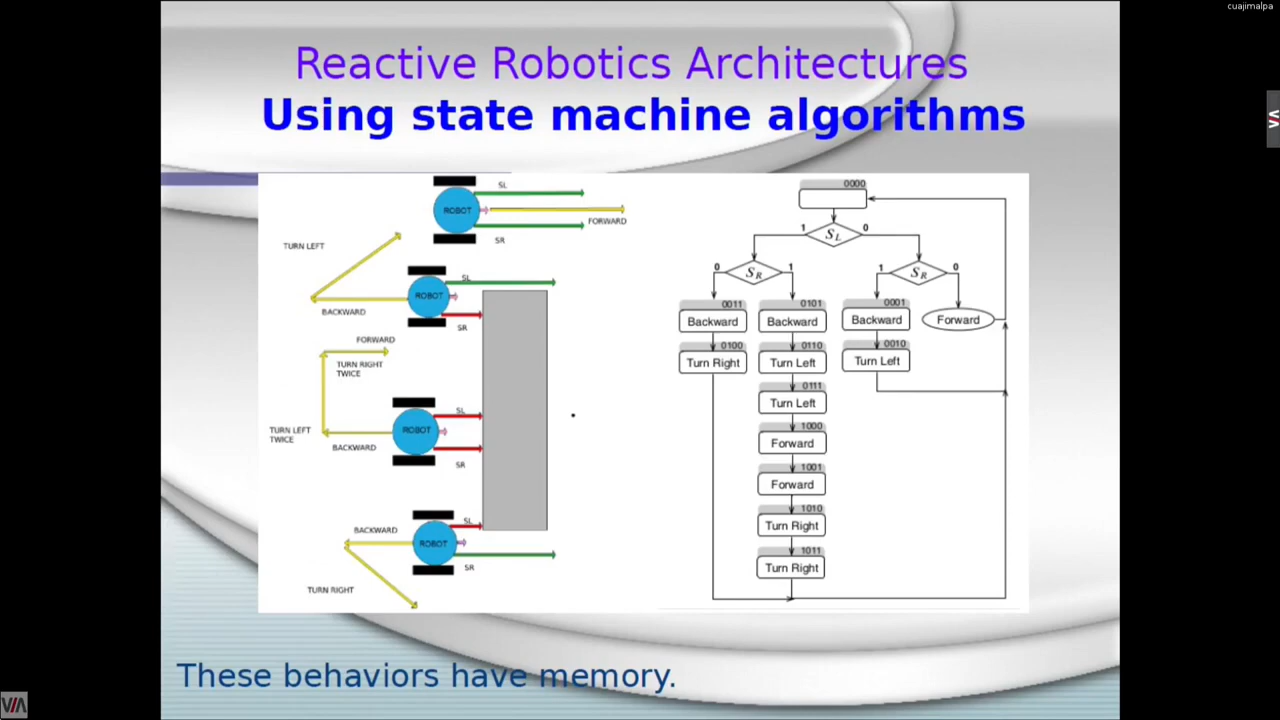 cuajimalpa
Reactive Robotics Architectures
Using state machine algorithms
SL
ROBOT
FORWARD
SR
TURN LEFT
SL
ROBOT
BACKWARD
SR
FORWARD
TURN RIGHT
TWICE
SL
ROBOT
TURN LEFT
TWICE
BACKWARD
SR
SL
BACKWARD
ROBOT
SR
TURN RIGHT
0000
1 SL 0
0 SR 1
1 SR 0
0011
Backward
0100
Turn Right
0101
Backward
0110
Turn Left
0111
Turn Left
1000
Forward
1001
Forward
1010
Turn Right
1011
Turn Right
0001
Backward
0010
Turn Left
Forward
These behaviors have memory.
VIA